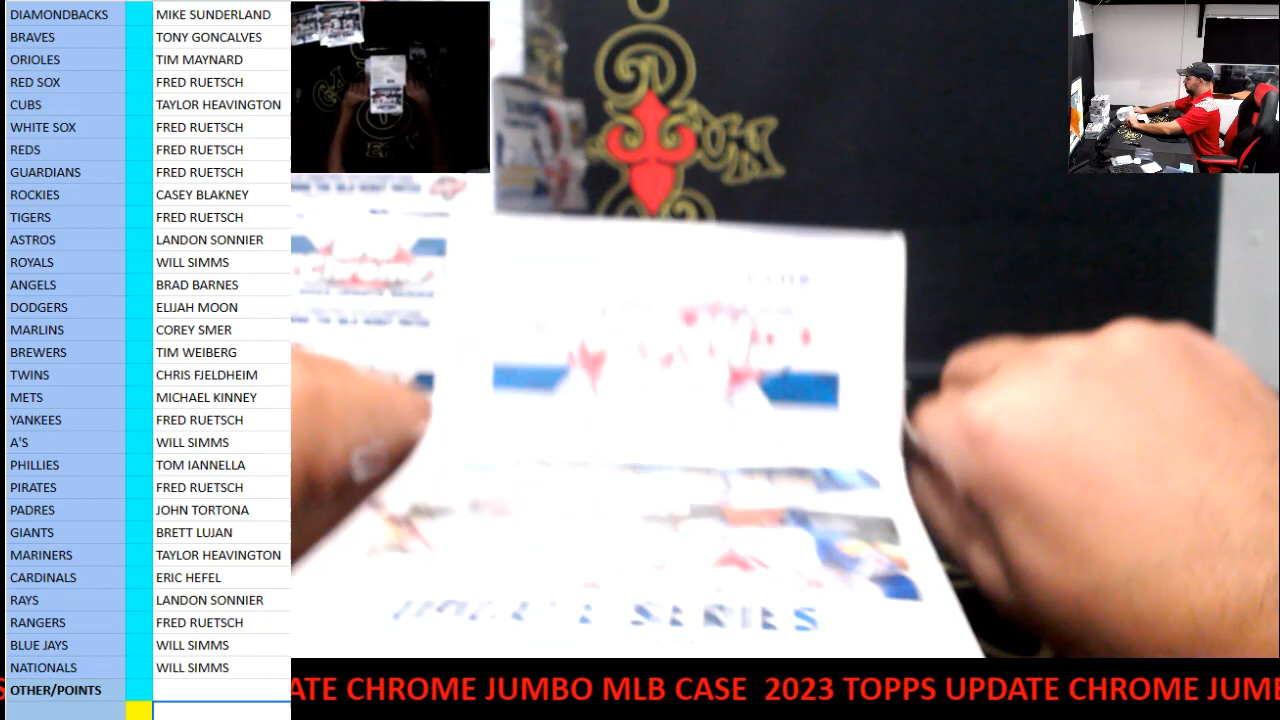 DIAMONDBACKS MIKE SUNDERLAND
BRAVES TONY GONCALVES
ORIOLES TIM MAYNARD
RED SOX FRED RUETSCH
CUBS TAYLOR HEAVINGTON
WHITE SOX FRED RUETSCH
REDS FRED RUETSCH
GUARDIANS FRED RUETSCH
ROCKIES CASEY BLAKNEY
TIGERS FRED RUETSCH
ASTROS LANDON SONNIER
ROYALS WILL SIMMS
ANGELS BRAD BARNES
DODGERS ELIJAH MOON
MARLINS COREY SMER
BREWERS TIM WEIBERG
TWINS CHRIS FJELDHEIM
METS MICHAEL KINNEY
YANKEES FRED RUETSCH
A'S WILL SIMMS
PHILLIES TOM IANNELLA
PIRATES FRED RUETSCH
PADRES JOHN TORTONA
GIANTS BRETT LUJAN
MARINERS TAYLOR HEAVINGTON
CARDINALS ERIC HEFEL
RAYS LANDON SONNIER
RANGERS FRED RUETSCH
BLUE JAYS WILL SIMMS
NATIONALS WILL SIMMS
OTHER/POINTS
SERIES
ATE CHROME JUMBO MLB CASE 2023 TOPPS UPDATE CHROME JUM